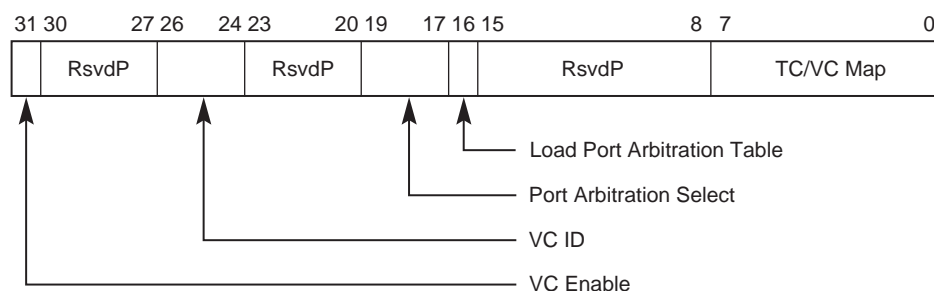 31 30 27 26 24 23 20 19 17 16 15 8 7 0
RsvdP RsvdP RsvdP TC/VC Map
Load Port Arbitration Table
Port Arbitration Select
VC ID
VC Enable